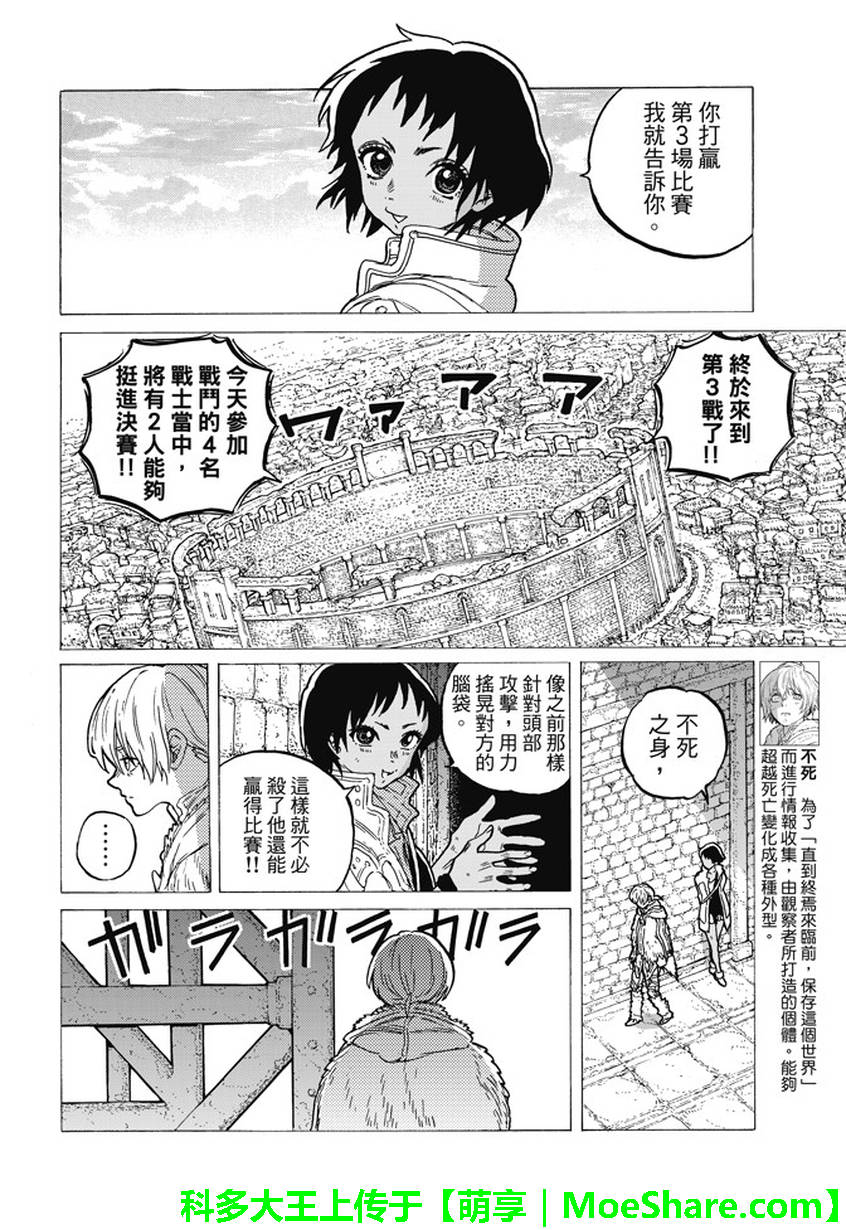 你打贏
第3場比賽
我就告訴你。
終於來到
第3戰了!!
ワァァァ
今天參加
戰鬥的4名
戰士當中,
將有2人能夠
挺進決賽!!
不死 為了「直到終焉來臨前,保存這個世界」
而進行情報收集,由觀察者所打造的個體。能夠
超越死亡變化成各種外型。
不死
之身,
像之前那樣
針對頭部
攻擊,用力
搖晃對方的
腦袋。
這樣就不必
殺了他還能
贏得比賽!!
……
ガラガラ
科多大王上传于【萌享｜MoeShare.com】